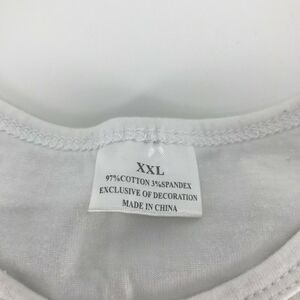 XXL
97%COTTON 3%SPANDEX
EXCLUSIVE OF DECORATION
MADE IN CHINA